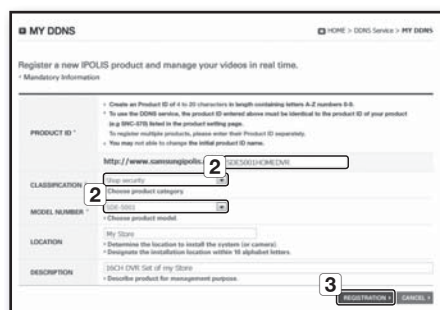 MY DDNS
HOME > DDNS Service > MY DDNS
Register a new IPOLIS product and manage your videos in real time.
* Mandatory Information
PRODUCT ID *
Create an Product ID of 4 to 20 characters in length containing letters A-Z numbers 0-9.
To use the DDNS service, the product ID entered above must be identical to the product ID of your product
(e.g SNC-570) listed in the product setting page.
To register multiple products, please enter their Product ID separately.
You may not able to change the initial product ID name.
http://www.samsungipolis. SDE5001HOMEDVR
2
CLASSIFICATION
Shop security
Choose product category
2
MODEL NUMBER *
SDE-5001
Choose product model
LOCATION
My Store
Determine the location to install the system (or camera)
Designate the installation location within 10 alphabet letters.
DESCRIPTION
16CH DVR Set of my Store
Describe product for management purpose.
3
REGISTRATION >
CANCEL >